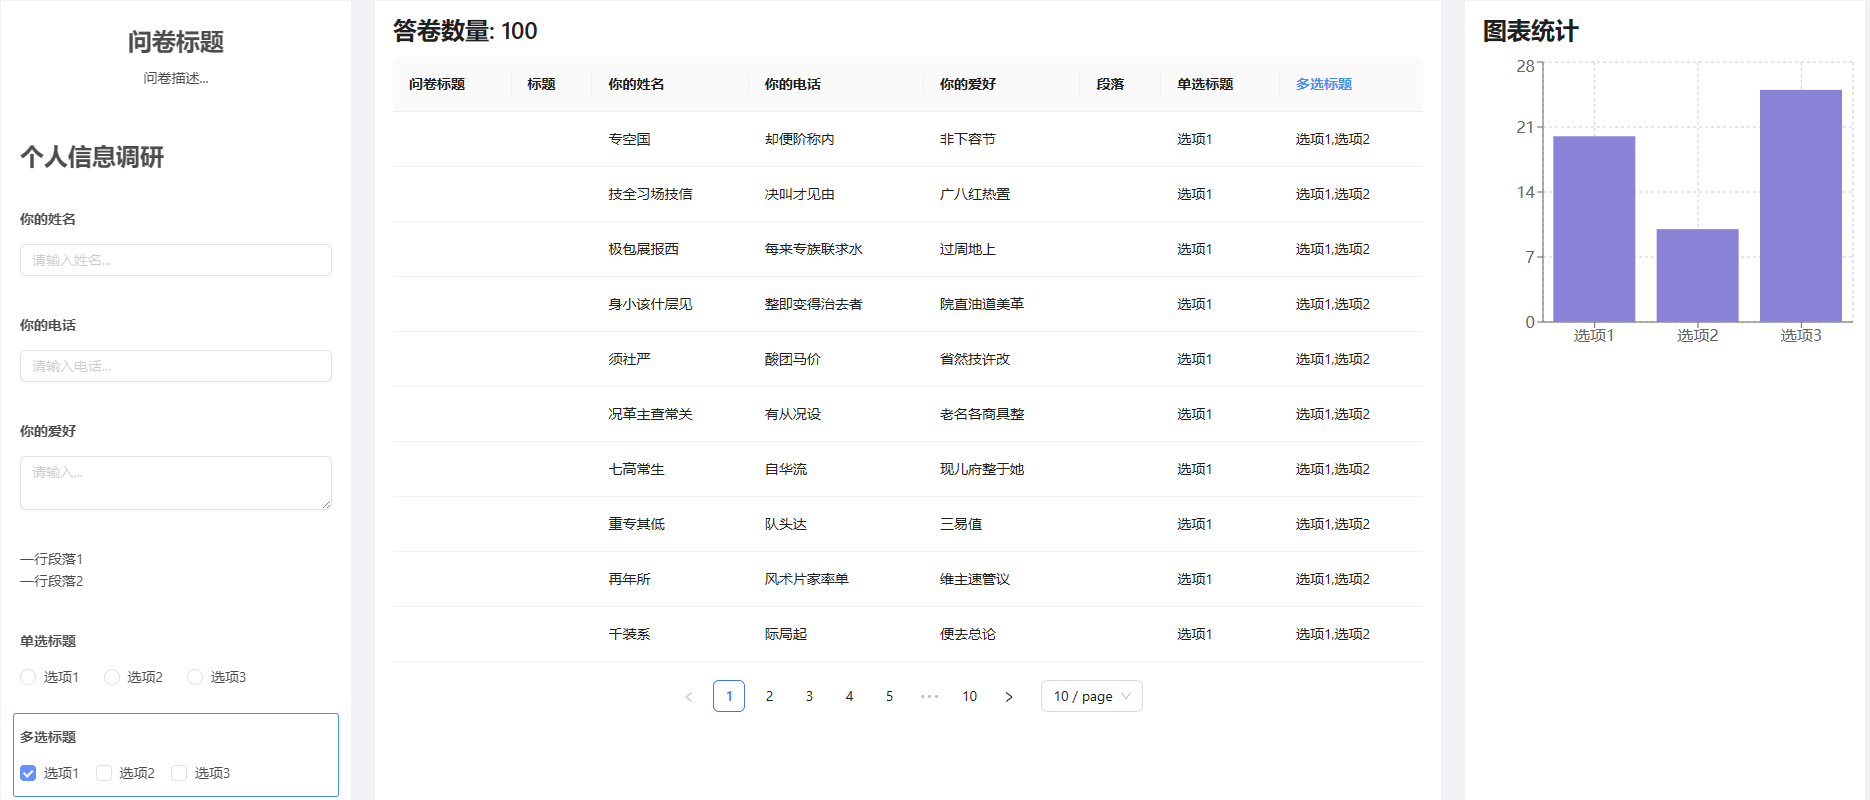 问卷标题
问卷描述...
个人信息调研
你的姓名
请输入姓名...
你的电话
请输入电话...
你的爱好
请输入...
一行段落1
一行段落2
单选标题
选项1 选项2 选项3
多选标题
选项1 选项2 选项3
答卷数量: 100
问卷标题 标题 你的姓名 你的电话 你的爱好 段落 单选标题 多选标题
专空国 却便阶称内 非下容节 选项1 选项1,选项2
技全习场技信 决叫才见由 广八红热置 选项1 选项1,选项2
极包展报西 每来专族联求水 过周地上 选项1 选项1,选项2
身小该什层见 整即变得治去者 院直油道美革 选项1 选项1,选项2
须社严 酸团马价 省然技许改 选项1 选项1,选项2
况革主查常关 有从况设 老名各商具整 选项1 选项1,选项2
七高常生 自华流 现儿府整于她 选项1 选项1,选项2
重专其低 队头达 三易值 选项1 选项1,选项2
再年所 风术片家率单 维主速管议 选项1 选项1,选项2
千装系 际局起 便去总论 选项1 选项1,选项2
< 1 2 3 4 5 ••• 10 > 10 / page
图表统计
28
21
14
7
0
选项1 选项2 选项3